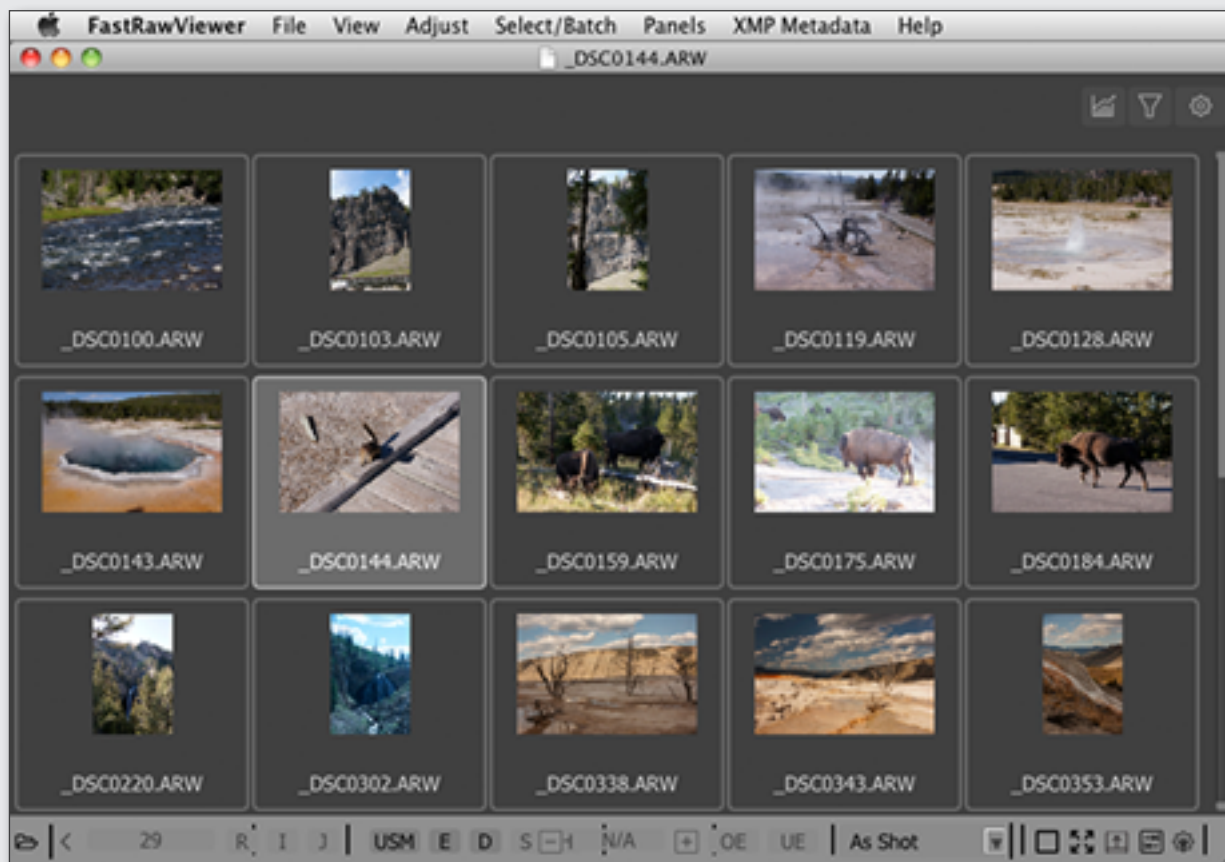 FastRawViewer File View Adjust Select/Batch Panels XMP Metadata Help
_DSC0144.ARW
_DSC0100.ARW _DSC0103.ARW _DSC0105.ARW _DSC0119.ARW _DSC0128.ARW
_DSC0143.ARW _DSC0144.ARW _DSC0159.ARW _DSC0175.ARW _DSC0184.ARW
_DSC0220.ARW _DSC0302.ARW _DSC0338.ARW _DSC0343.ARW _DSC0353.ARW
29 R I J USM E D S N/A OE UE As Shot